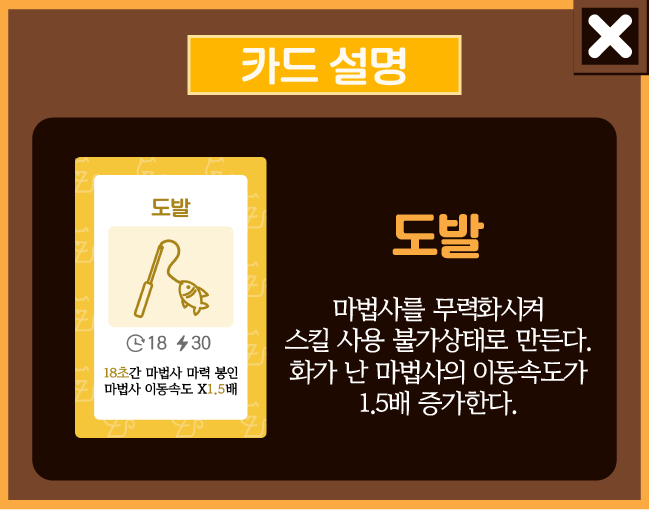 카드 설명
도발
18 30
18초간 마법사 마력 봉인
마법사 이동속도 X1.5배
도발
마법사를 무력화시켜
스킬 사용 불가상태로 만든다.
화가 난 마법사의 이동속도가
1.5배 증가한다.